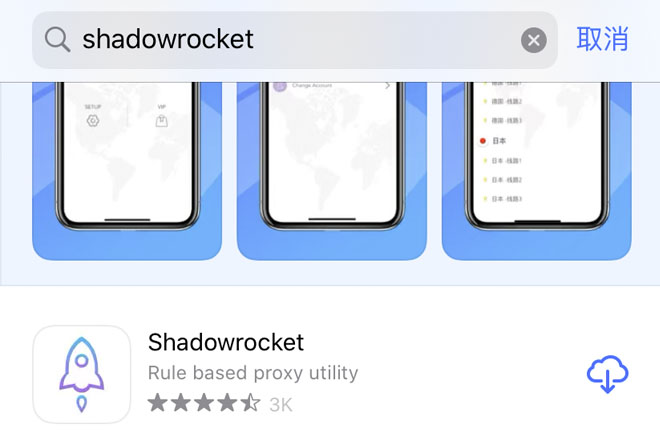 shadowrocket
取消
SETUP
VIP
Change Account
德国·线路2
德国·线路3
日本
日本·线路1
日本·线路2
日本·线路3
Shadowrocket
Rule based proxy utility
3K